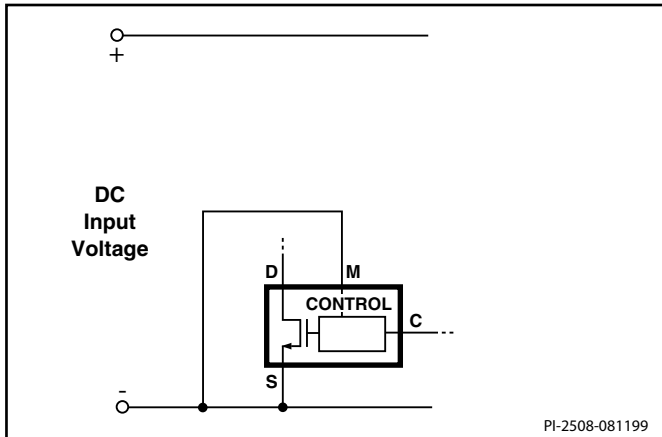 +
DC
Input
Voltage
D
M
CONTROL
C
S
-
PI-2508-081199